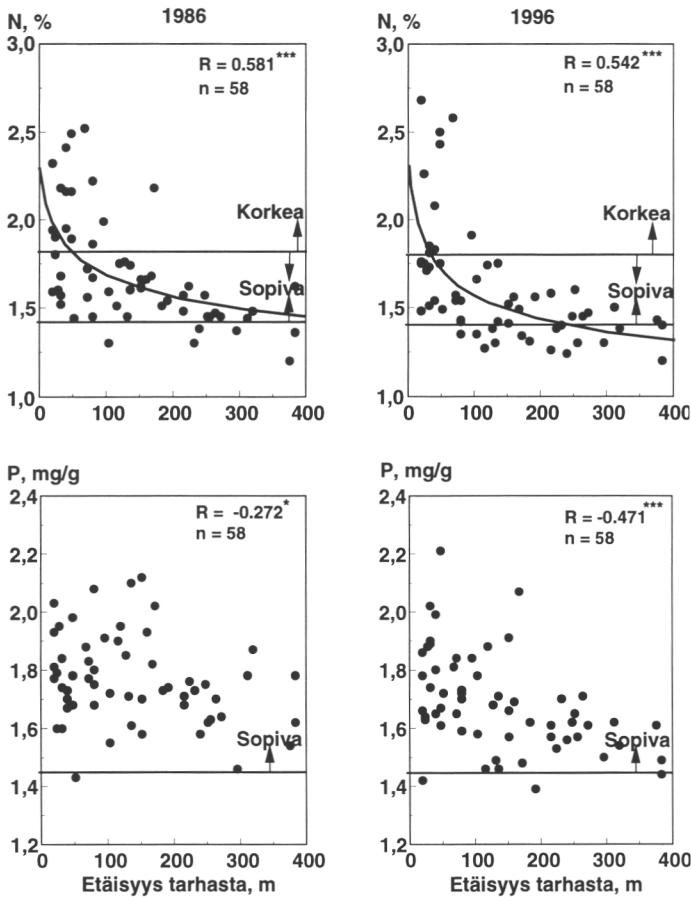 N, % 1986
3,0
R = 0.581***
n = 58
2,5
2,0
Korkea
Sopiva
1,5
1,0
0 100 200 300 400
N, % 1996
3,0
R = 0.542***
n = 58
2,5
2,0
Korkea
Sopiva
1,5
1,0
0 100 200 300 400
P, mg/g
2,4
R = -0.272*
n = 58
2,2
2,0
1,8
1,6
Sopiva
1,4
1,2
0 100 200 300 400
Etäisyys tarhasta, m
P, mg/g
2,4
R = -0.471***
n = 58
2,2
2,0
1,8
1,6
Sopiva
1,4
1,2
0 100 200 300 400
Etäisyys tarhasta, m